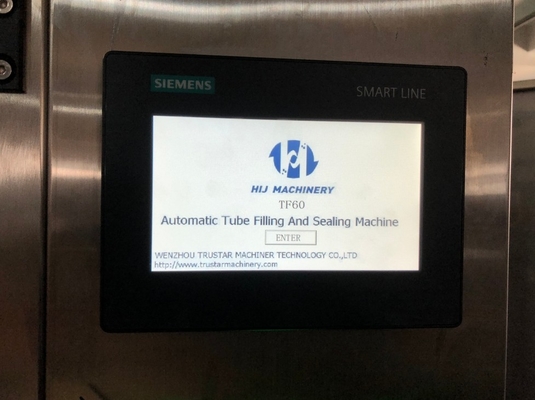 SIEMENS
SMART LINE
HIJ MACHINERY
TF60
Automatic Tube Filling And Sealing Machine
ENTER
WENZHOU TRUSTAR MACHINER TECHNOLOGY CO.,LTD.
http://www.trustarmachinery.com